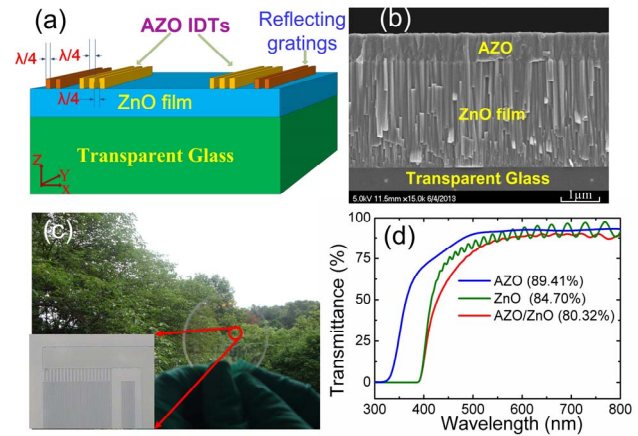 (a)
AZO IDTs
Reflecting
gratings
λ/4
λ/4
λ/4
ZnO film
Transparent Glass
Z
Y
X
(b)
AZO
ZnO film
Transparent Glass
5.0kV 11.5mm x15.0k 6/4/2013
1μm
(c)
(d)
Transmittance (%)
100
75
50
25
0
AZO (89.41%)
ZnO (84.70%)
AZO/ZnO (80.32%)
300 400 500 600 700 800
Wavelength (nm)